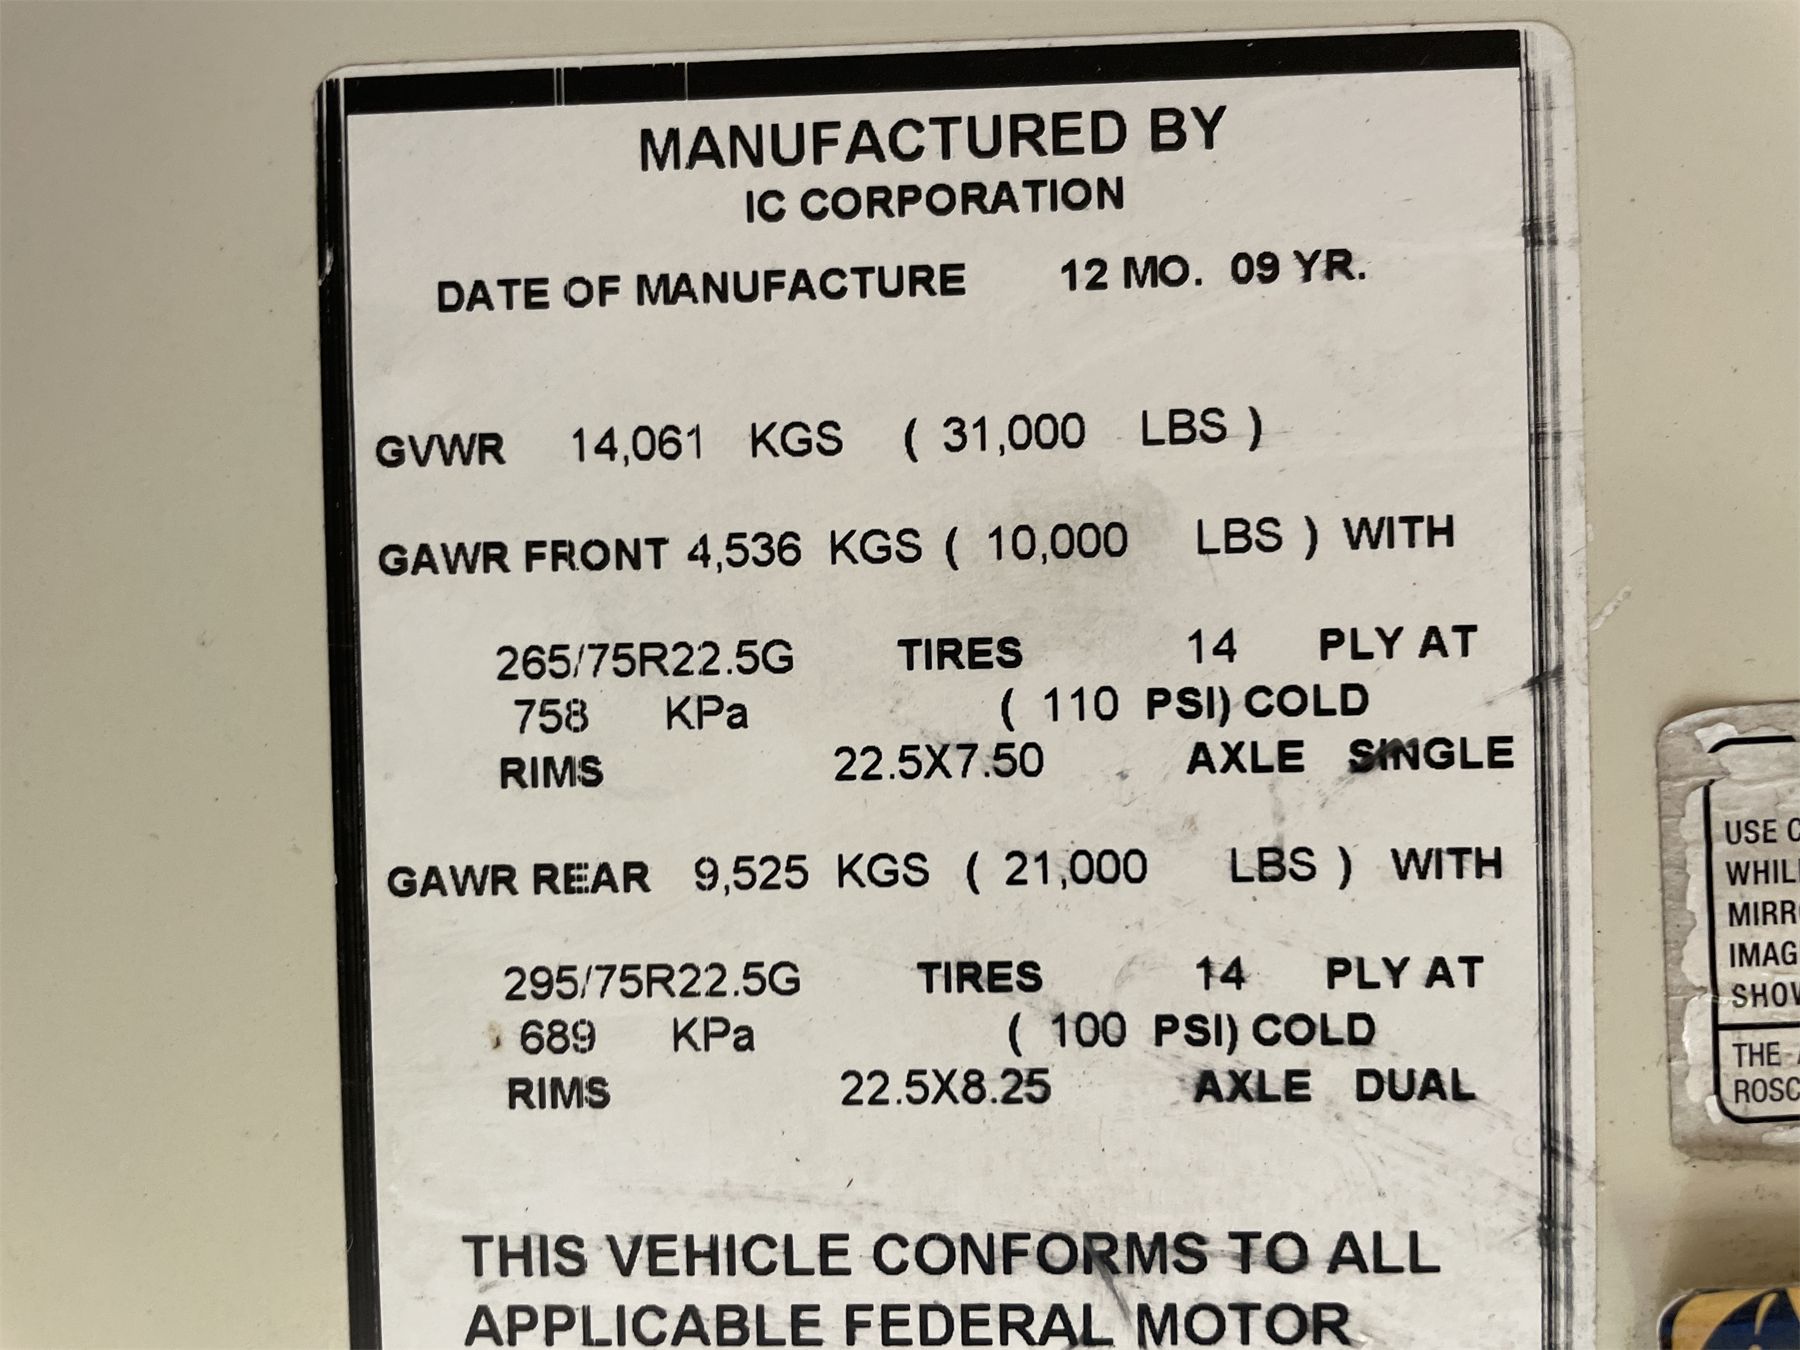 MANUFACTURED BY
IC CORPORATION
DATE OF MANUFACTURE 12 MO. 09 YR.
GVWR 14,061 KGS ( 31,000 LBS )
GAWR FRONT 4,536 KGS ( 10,000 LBS ) WITH
265/75R22.5G TIRES 14 PLY AT
758 KPa ( 110 PSI) COLD
RIMS 22.5X7.50 AXLE SINGLE
GAWR REAR 9,525 KGS ( 21,000 LBS ) WITH
295/75R22.5G TIRES 14 PLY AT
689 KPa ( 100 PSI) COLD
RIMS 22.5X8.25 AXLE DUAL
THIS VEHICLE CONFORMS TO ALL
APPLICABLE FEDERAL MOTOR
USE
THE